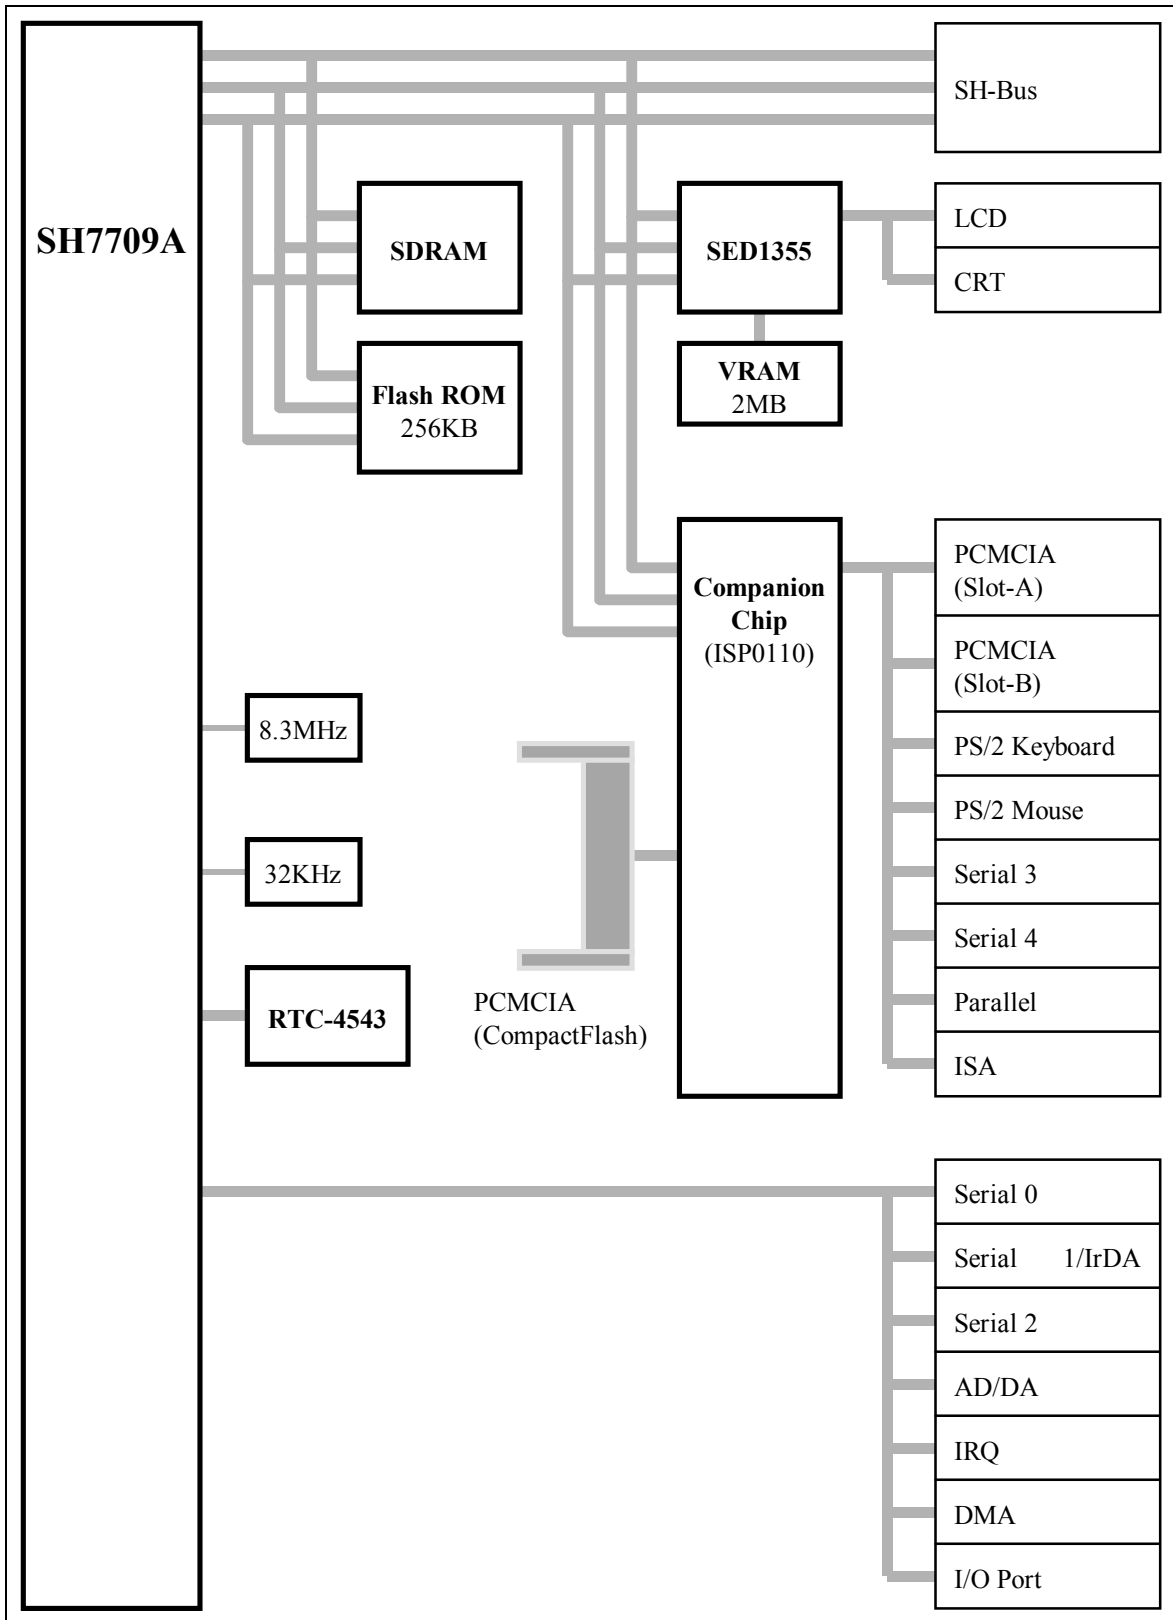 SH7709A
SH-Bus
SDRAM
SED1355
LCD
CRT
Flash ROM
256KB
VRAM
2MB
Companion
Chip
(ISP0110)
PCMCIA
(Slot-A)
PCMCIA
(Slot-B)
PS/2 Keyboard
PS/2 Mouse
Serial 3
Serial 4
Parallel
ISA
8.3MHz
32KHz
RTC-4543
PCMCIA
(CompactFlash)
Serial 0
Serial 1/IrDA
Serial 2
AD/DA
IRQ
DMA
I/O Port